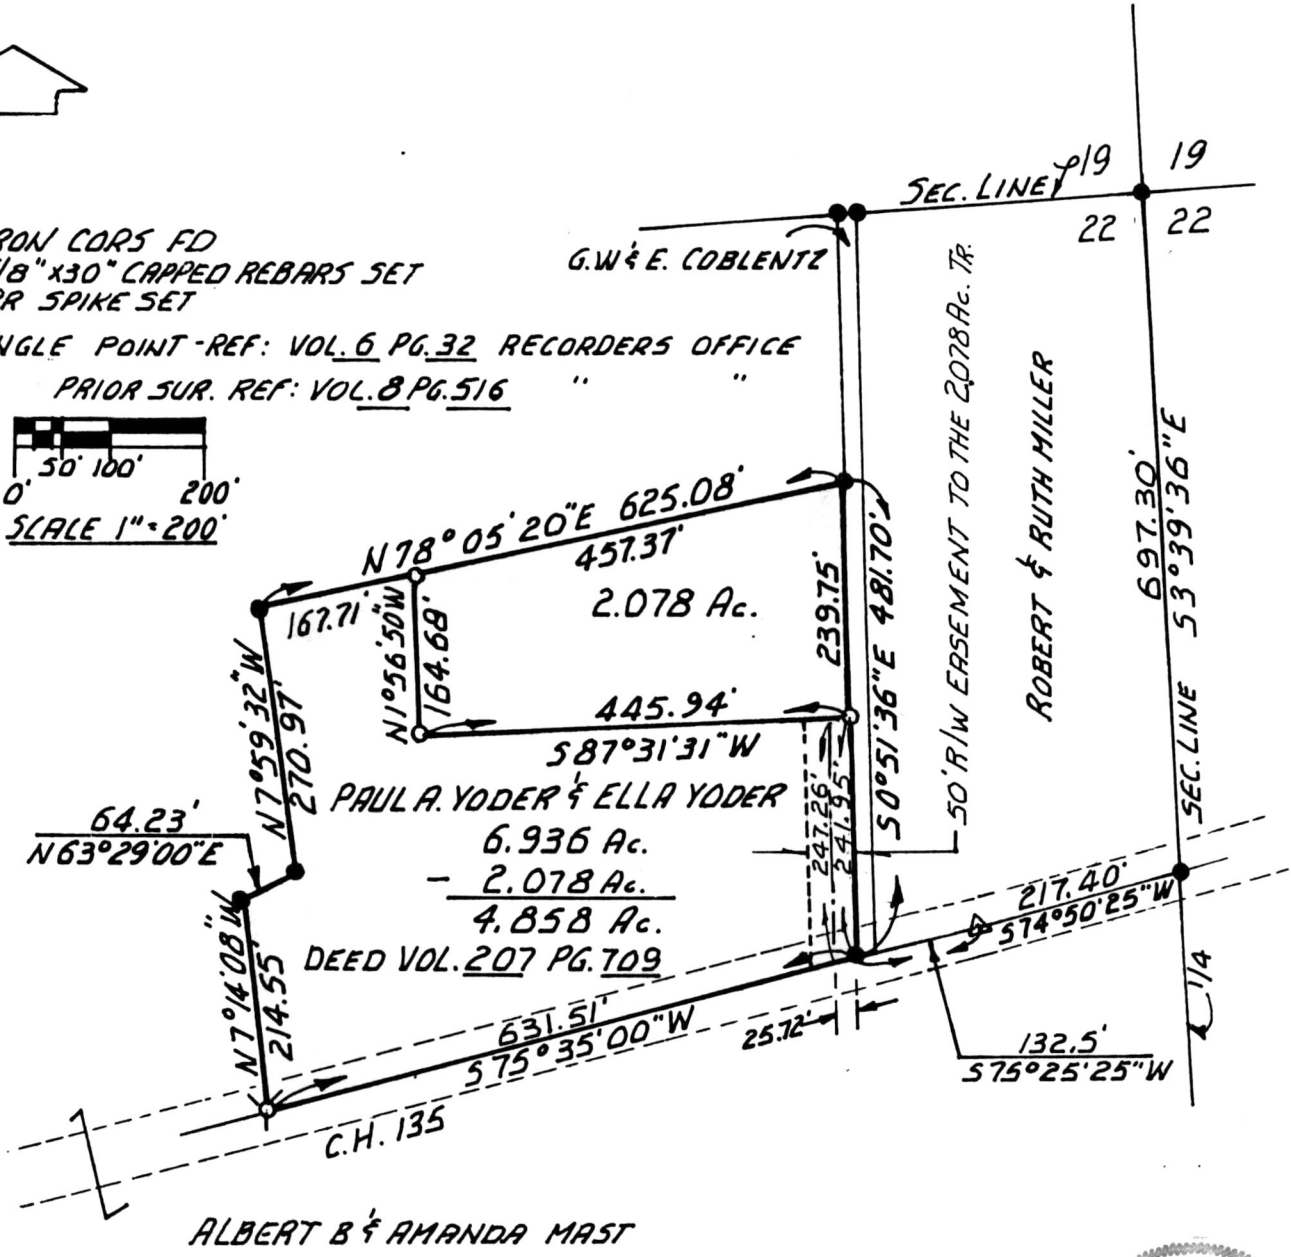 SEC. LINE 19 19
22 22
RON CORS FD
/8" X30" CAPPED REBARS SET
RR SPIKE SET
NGLE POINT - REF: VOL. 6 PG. 32 RECORDERS OFFICE
PRIOR SUR. REF: VOL. 8 PG. 516 " "
0' 50' 100' 200'
SCALE 1" = 200'
G.W & E. COBLENTZ
50' R/W EASEMENT TO THE 2.078 Ac. TR.
ROBERT & RUTH MILLER
697.30'
SEC. LINE S3°39'36"E
N 78°05'20"E 625.08'
457.37'
167.71'
2.078 Ac.
N1°56'50W
164.68'
239.75'
S0°51'36"E 481.70'
445.94'
S87°31'31"W
N7°59'32"W
270.97'
PAUL A. YODER & ELLA YODER
6.936 Ac.
- 2.078 Ac.
4.858 Ac.
DEED VOL. 207 PG. 709
247.26'
241.95'
64.23'
N63°29'00"E
N7°14'08"W
214.55'
631.51'
S75°35'00"W
25.72'
217.40'
S74°50'25"W
132.5'
S75°25'25"W
1/4
C.H. 135
ALBERT B & AMANDA MAST